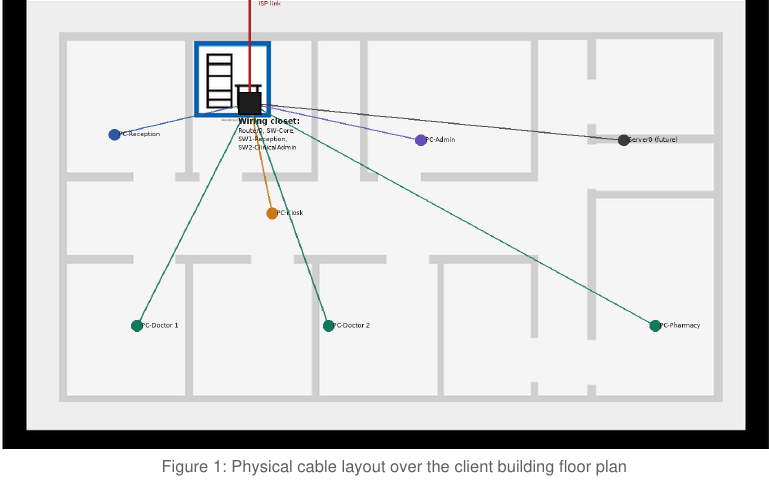 ISP link
Wiring closet:
Router0, SW-Core,
SW1-Reception,
SW2-ClinicalAdmin
PC-Reception
PC-Admin
Server0 (future)
PC-Kiosk
PC-Doctor 1
PC-Doctor 2
PC-Pharmacy
Figure 1: Physical cable layout over the client building floor plan